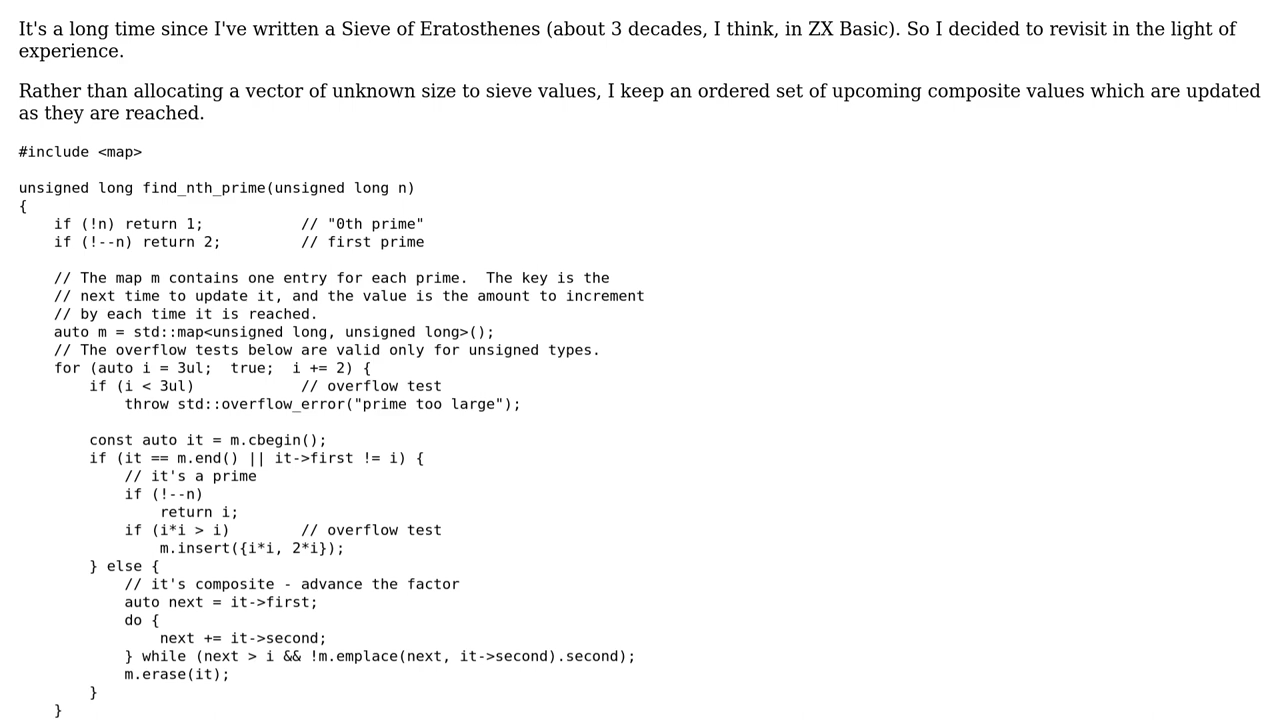 It's a long time since I've written a Sieve of Eratosthenes (about 3 decades, I think, in ZX Basic). So I decided to revisit in the light of
experience.
Rather than allocating a vector of unknown size to sieve values, I keep an ordered set of upcoming composite values which are updated
as they are reached.
#include <map>
unsigned long find_nth_prime(unsigned long n)
{
    if (!n) return 1;           // "0th prime"
    if (!--n) return 2;         // first prime
    // The map m contains one entry for each prime.  The key is the
    // next time to update it, and the value is the amount to increment
    // by each time it is reached.
    auto m = std::map<unsigned long, unsigned long>();
    // The overflow tests below are valid only for unsigned types.
    for (auto i = 3ul;  true;  i += 2) {
        if (i < 3ul)            // overflow test
            throw std::overflow_error("prime too large");
        const auto it = m.cbegin();
        if (it == m.end() || it->first != i) {
            // it's a prime
            if (!--n)
                return i;
            if (i*i > i)        // overflow test
                m.insert({i*i, 2*i});
        } else {
            // it's composite - advance the factor
            auto next = it->first;
            do {
                next += it->second;
            } while (next > i && !m.emplace(next, it->second).second);
            m.erase(it);
        }
    }